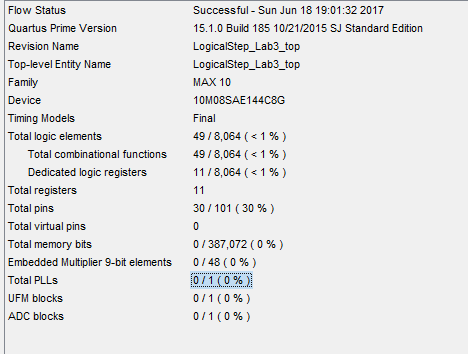 Flow Status Successful - Sun Jun 18 19:01:32 2017
Quartus Prime Version 15.1.0 Build 185 10/21/2015 SJ Standard Edition
Revision Name LogicalStep_Lab3_top
Top-level Entity Name LogicalStep_Lab3_top
Family MAX 10
Device 10M08SAE144C8G
Timing Models Final
Total logic elements 49 / 8,064 ( < 1 % )
Total combinational functions 49 / 8,064 ( < 1 % )
Dedicated logic registers 11 / 8,064 ( < 1 % )
Total registers 11
Total pins 30 / 101 ( 30 % )
Total virtual pins 0
Total memory bits 0 / 387,072 ( 0 % )
Embedded Multiplier 9-bit elements 0 / 48 ( 0 % )
Total PLLs 0 / 1 ( 0 % )
UFM blocks 0 / 1 ( 0 % )
ADC blocks 0 / 1 ( 0 % )